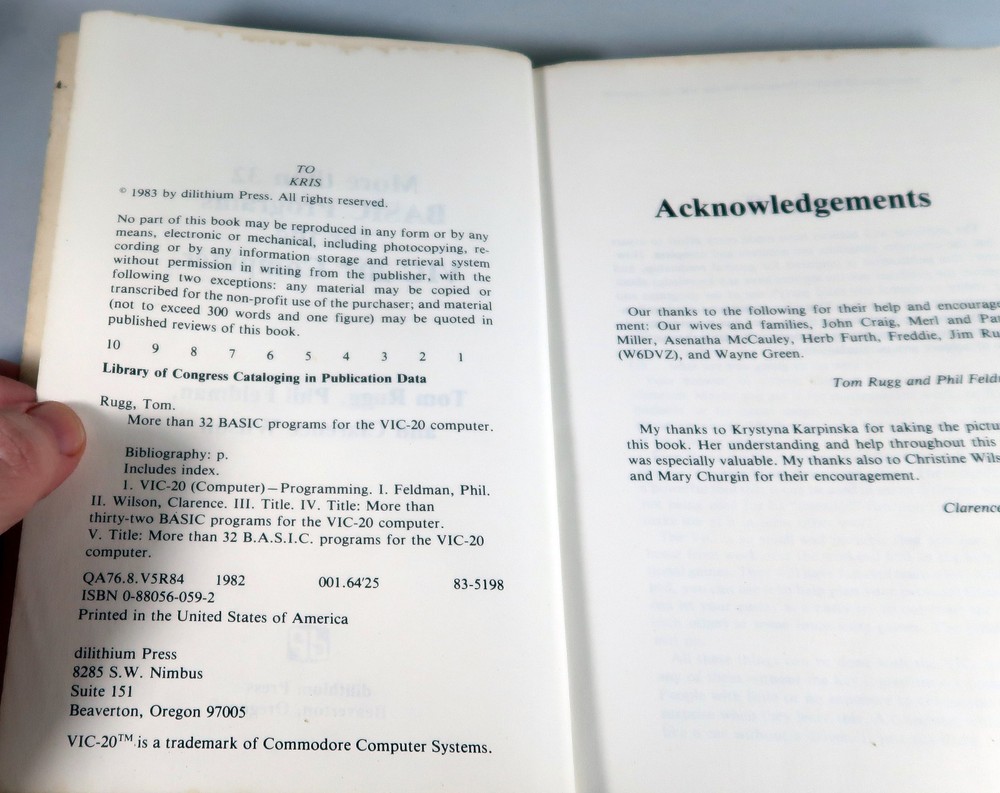 TO
KRIS
© 1983 by dilithium Press. All rights reserved.
No part of this book may be reproduced in any form or by any
means, electronic or mechanical, including photocopying, re-
cording or by any information storage and retrieval system
without permission in writing from the publisher, with the
following two exceptions: any material may be copied or
transcribed for the non-profit use of the purchaser; and material
(not to exceed 300 words and one figure) may be quoted in
published reviews of this book.
10 9 8 7 6 5 4 3 2 1
Library of Congress Cataloging in Publication Data
Rugg, Tom.
More than 32 BASIC programs for the VIC-20 computer.
Bibliography: p.
Includes index.
1. VIC-20 (Computer)—Programming. I. Feldman, Phil.
II. Wilson, Clarence. III. Title. IV. Title: More than
thirty-two BASIC programs for the VIC-20 computer.
V. Title: More than 32 B.A.S.I.C. programs for the VIC-20
computer.
QA76.8.V5R84 1982 001.64'25 83-5198
ISBN 0-88056-059-2
Printed in the United States of America
dilithium Press
8285 S.W. Nimbus
Suite 151
Beaverton, Oregon 97005
VIC-20™ is a trademark of Commodore Computer Systems.
Acknowledgements
Our thanks to the following for their help and encourage-
ment: Our wives and families, John Craig, Merl and
Miller, Asenatha McCauley, Herb Furth, Freddie, Jim
(W6DVZ), and Wayne Green.
Tom Rugg and Phil
My thanks to Krystyna Karpinska for taking the
this book. Her understanding and help throughout this
was especially valuable. My thanks also to Christine
and Mary Churgin for their encouragement.
Clarence